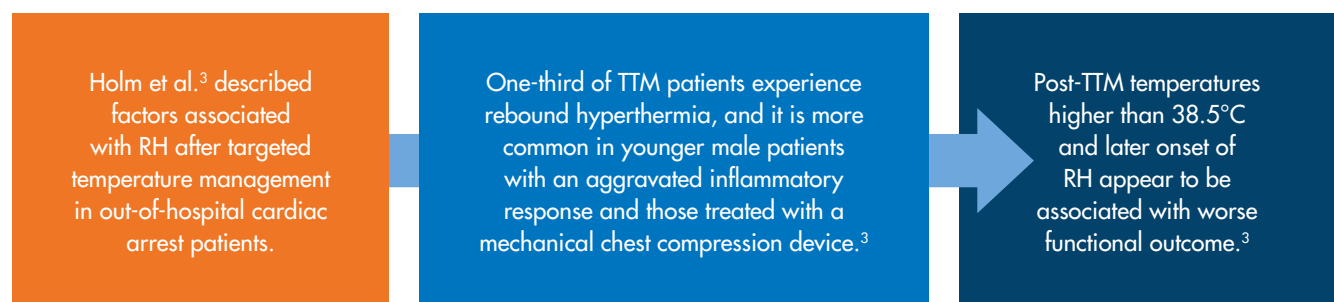 Holm et al.³ described
factors associated
with RH after targeted
temperature management
in out-of-hospital cardiac
arrest patients.
One-third of TTM patients experience
rebound hyperthermia, and it is more
common in younger male patients
with an aggravated inflammatory
response and those treated with a
mechanical chest compression device.³
Post-TTM temperatures
higher than 38.5°C
and later onset of
RH appear to be
associated with worse
functional outcome.³